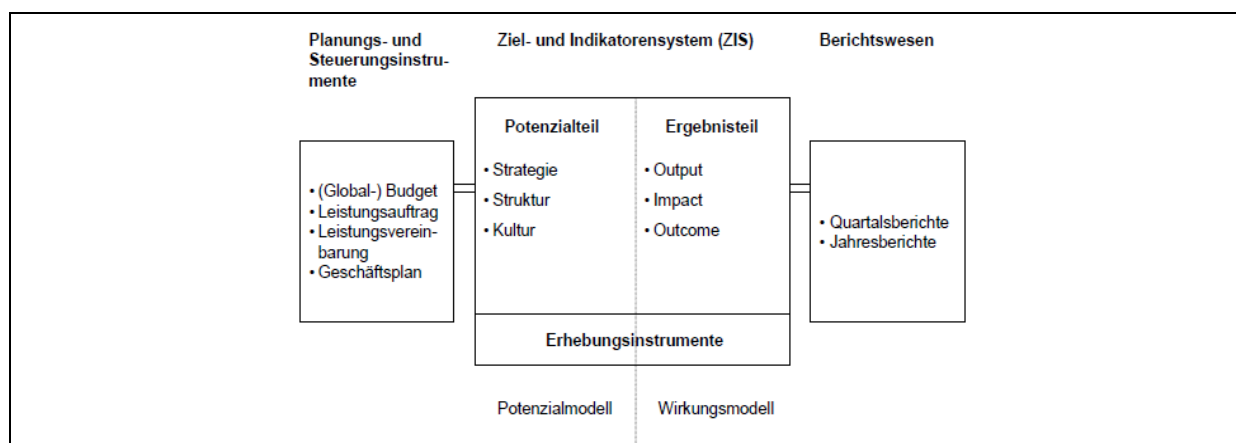 Planungs- und
Steuerungsinstru-
mente
Ziel- und Indikatorensystem (ZIS)
Berichtswesen
• (Global-) Budget
• Leistungsauftrag
• Leistungsverein-
barung
• Geschäftsplan
Potenzialteil
• Strategie
• Struktur
• Kultur
Ergebnisteil
• Output
• Impact
• Outcome
Erhebungsinstrumente
• Quartalsberichte
• Jahresberichte
Potenzialmodell
Wirkungsmodell